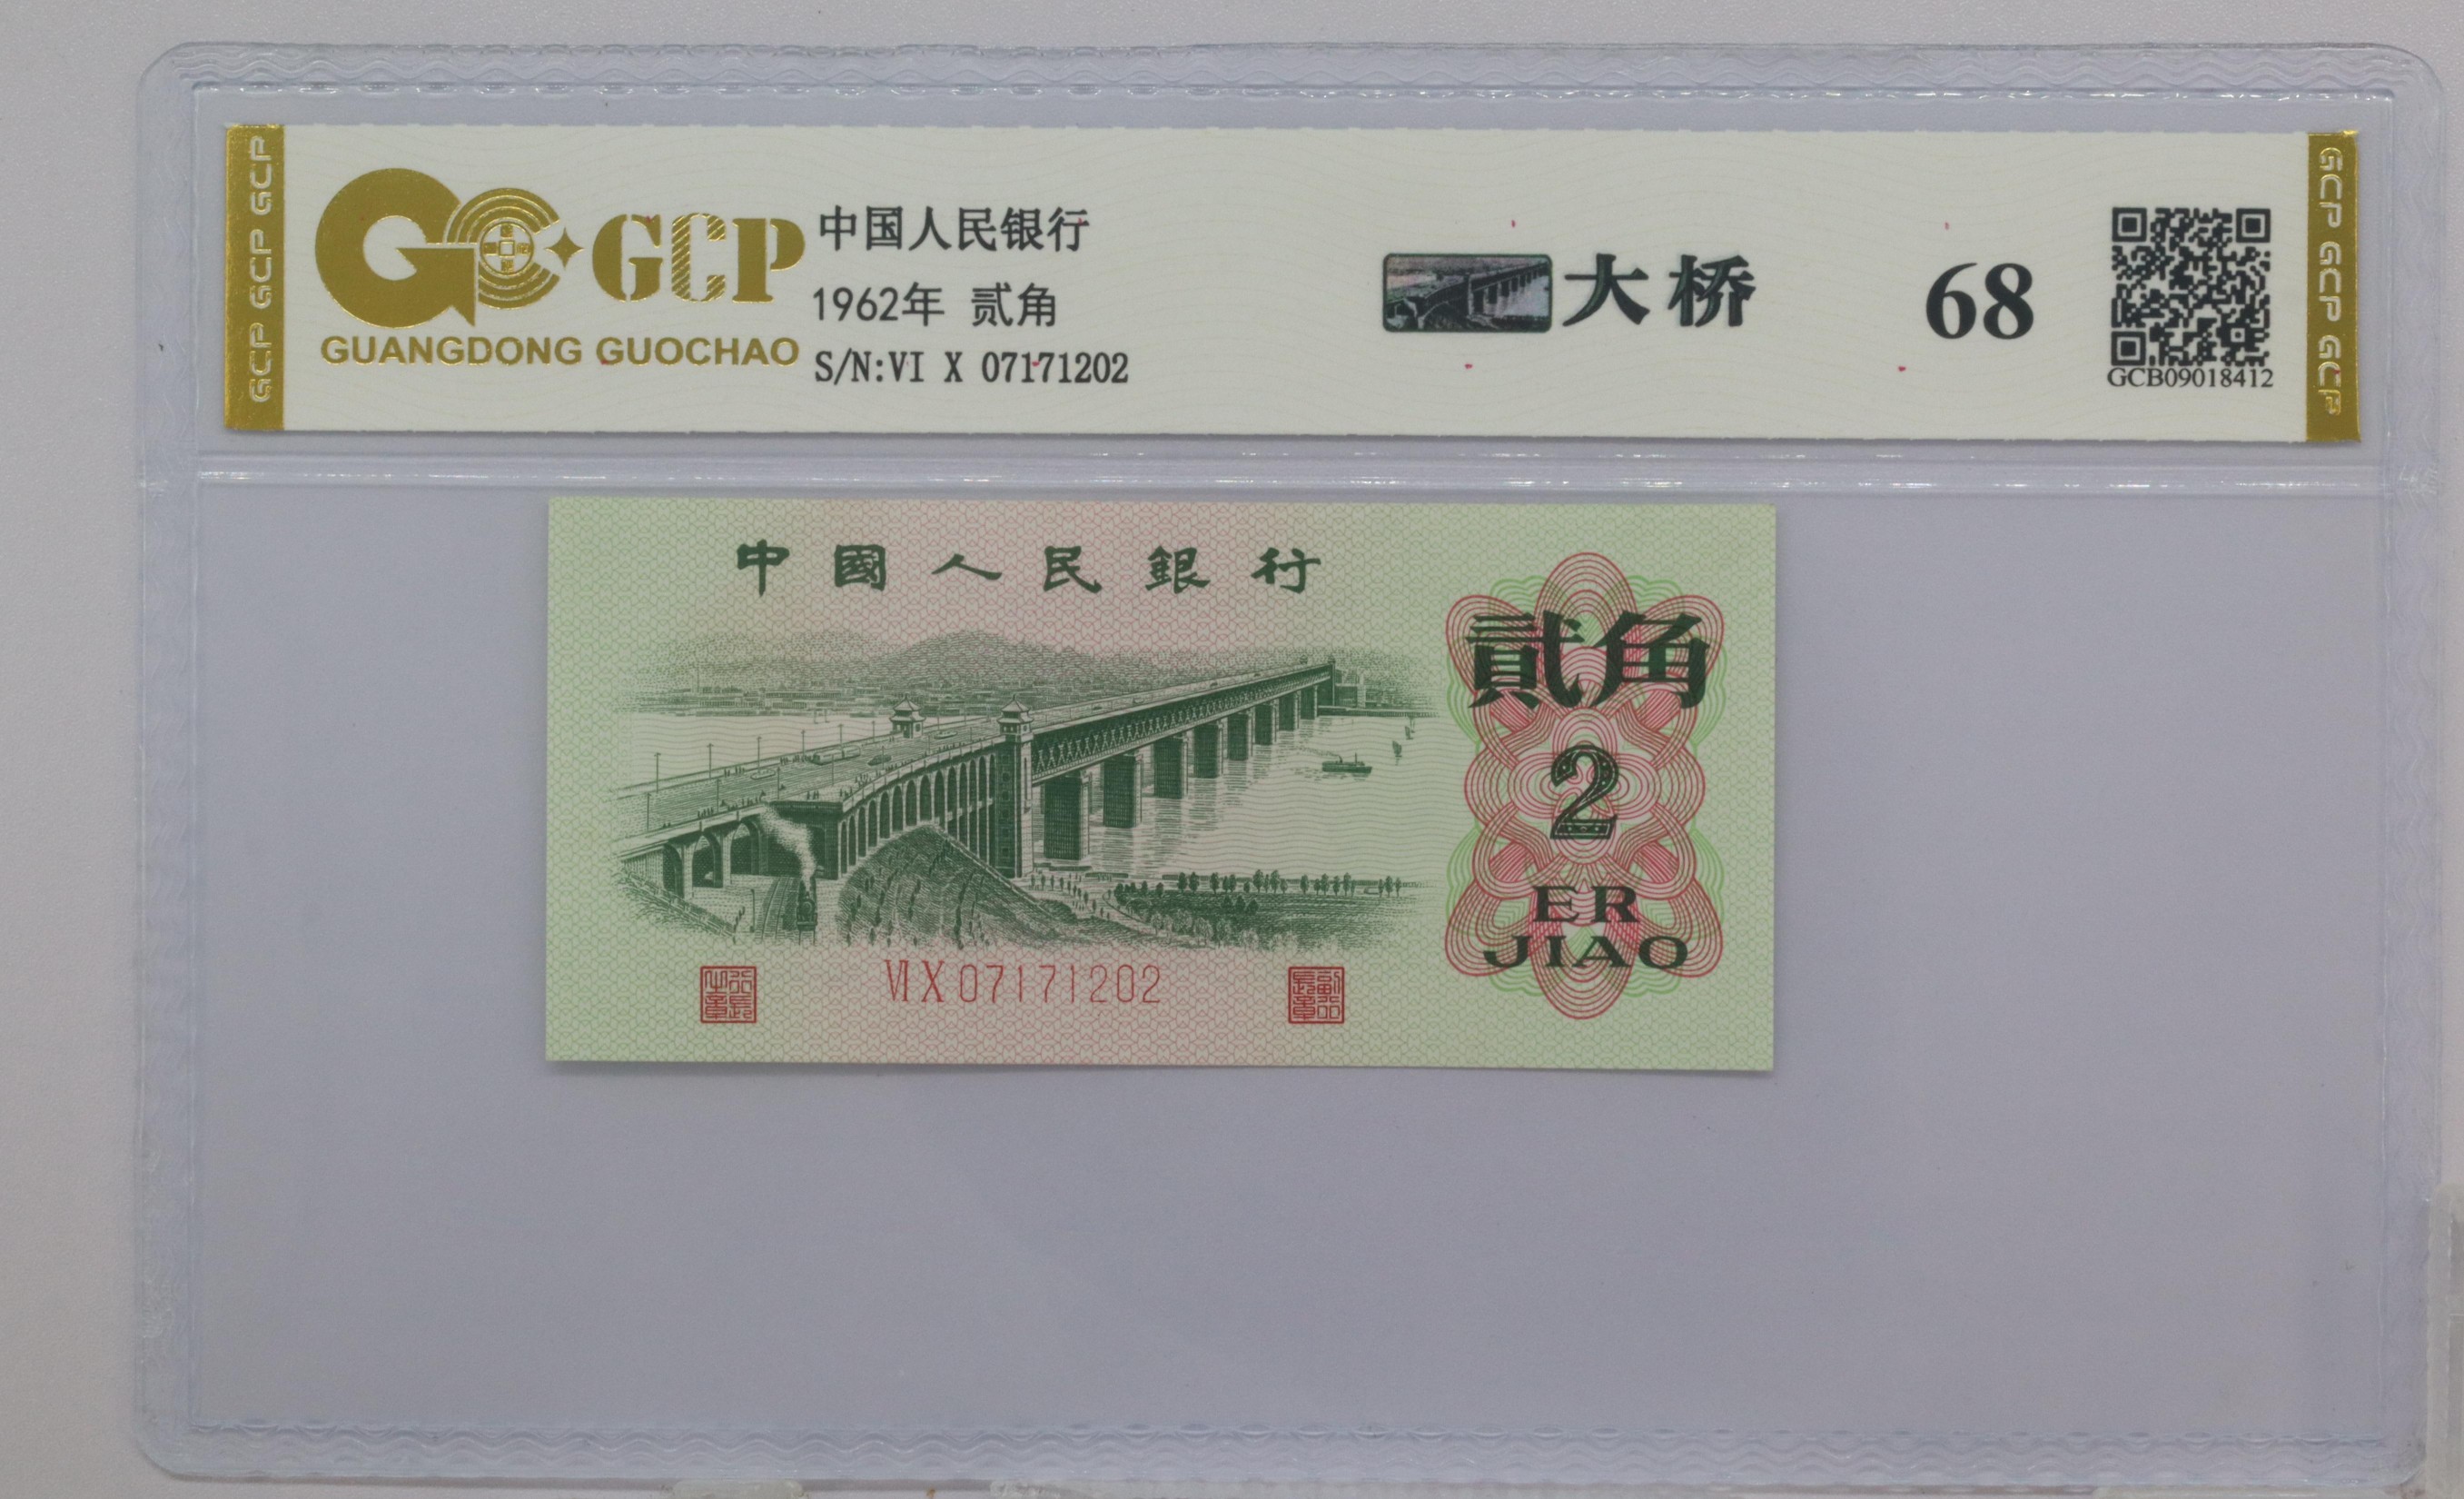 GCP GCP GCP
GCP
GUANGDONG GUOCHAO
中国人民银行
1962年 贰角
S/N:VI X 07171202
大桥
68
GCB09018412
GCP GCP GCP
中國人民銀行
貳角
2
ER
JIAO
VI X 07171202